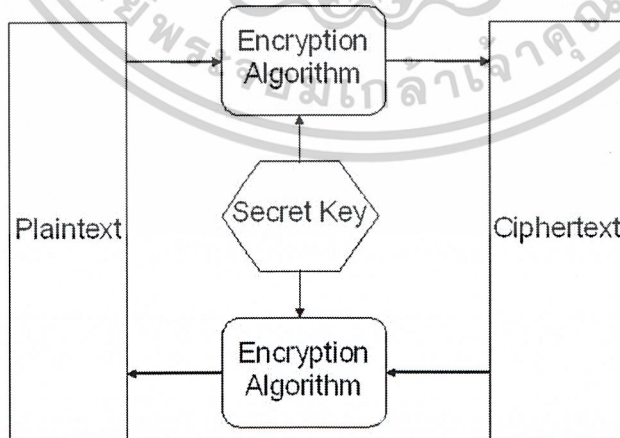 Encryption
Algorithm
Plaintext
Secret Key
Ciphertext
Encryption
Algorithm